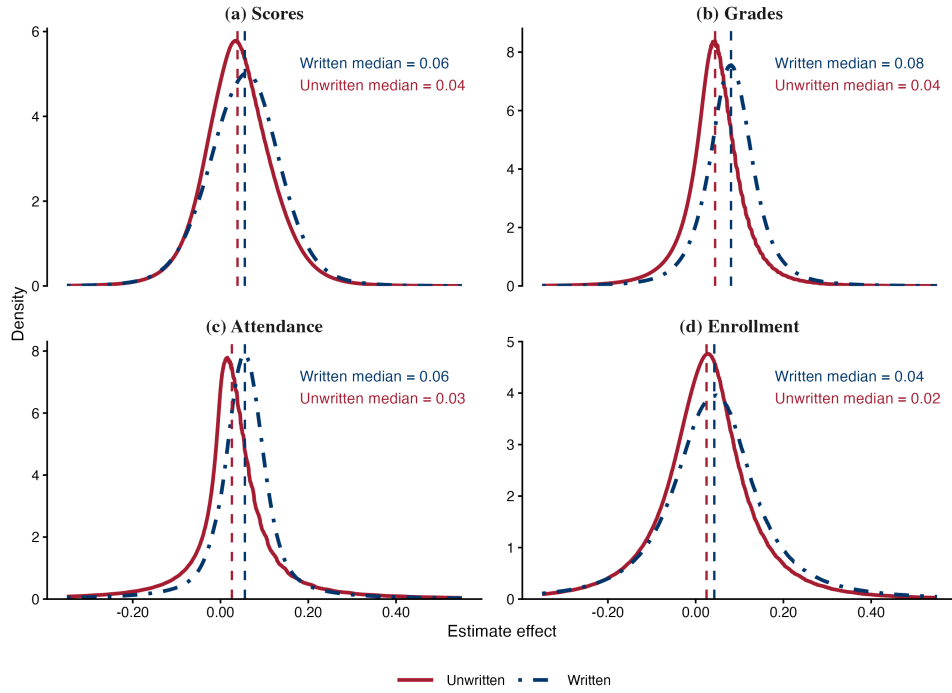 (a) Scores
6
4
2
0
Written median = 0.06
Unwritten median = 0.04
(b) Grades
8
6
4
2
0
Written median = 0.08
Unwritten median = 0.04
Density
(c) Attendance
8
6
4
2
0
Written median = 0.06
Unwritten median = 0.03
-0.20 0.00 0.20 0.40
(d) Enrollment
5
4
3
2
1
0
Written median = 0.04
Unwritten median = 0.02
-0.20 0.00 0.20 0.40
Estimate effect
Unwritten Written